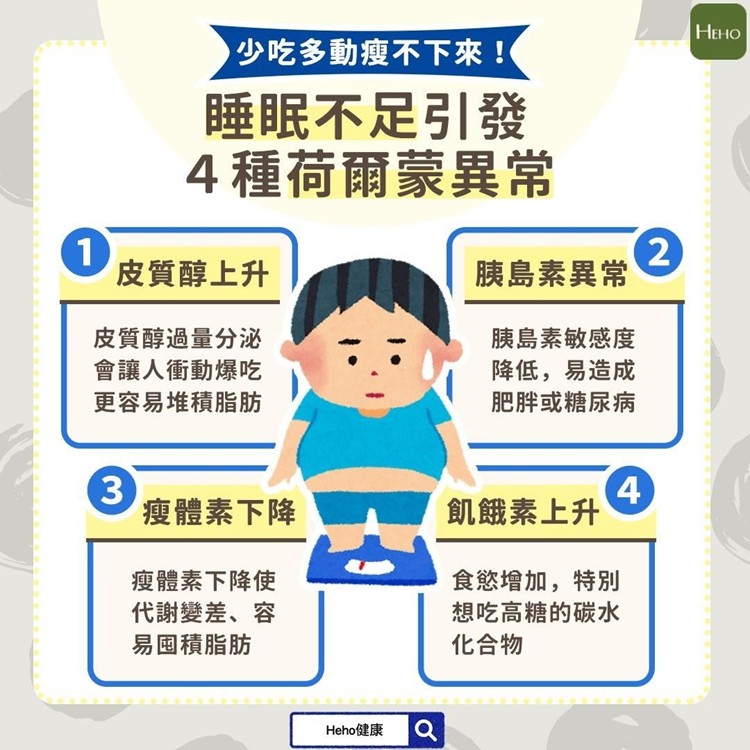 HEHO
少吃多動瘦不下來！
睡眠不足引發
4種荷爾蒙異常
1
皮質醇上升
皮質醇過量分泌
會讓人衝動爆吃
更容易堆積脂肪
2
胰島素異常
胰島素敏感度
降低，易造成
肥胖或糖尿病
3
瘦體素下降
瘦體素下降使
代謝變差、容
易囤積脂肪
4
飢餓素上升
食慾增加，特別
想吃高糖的碳水
化合物
Heho健康